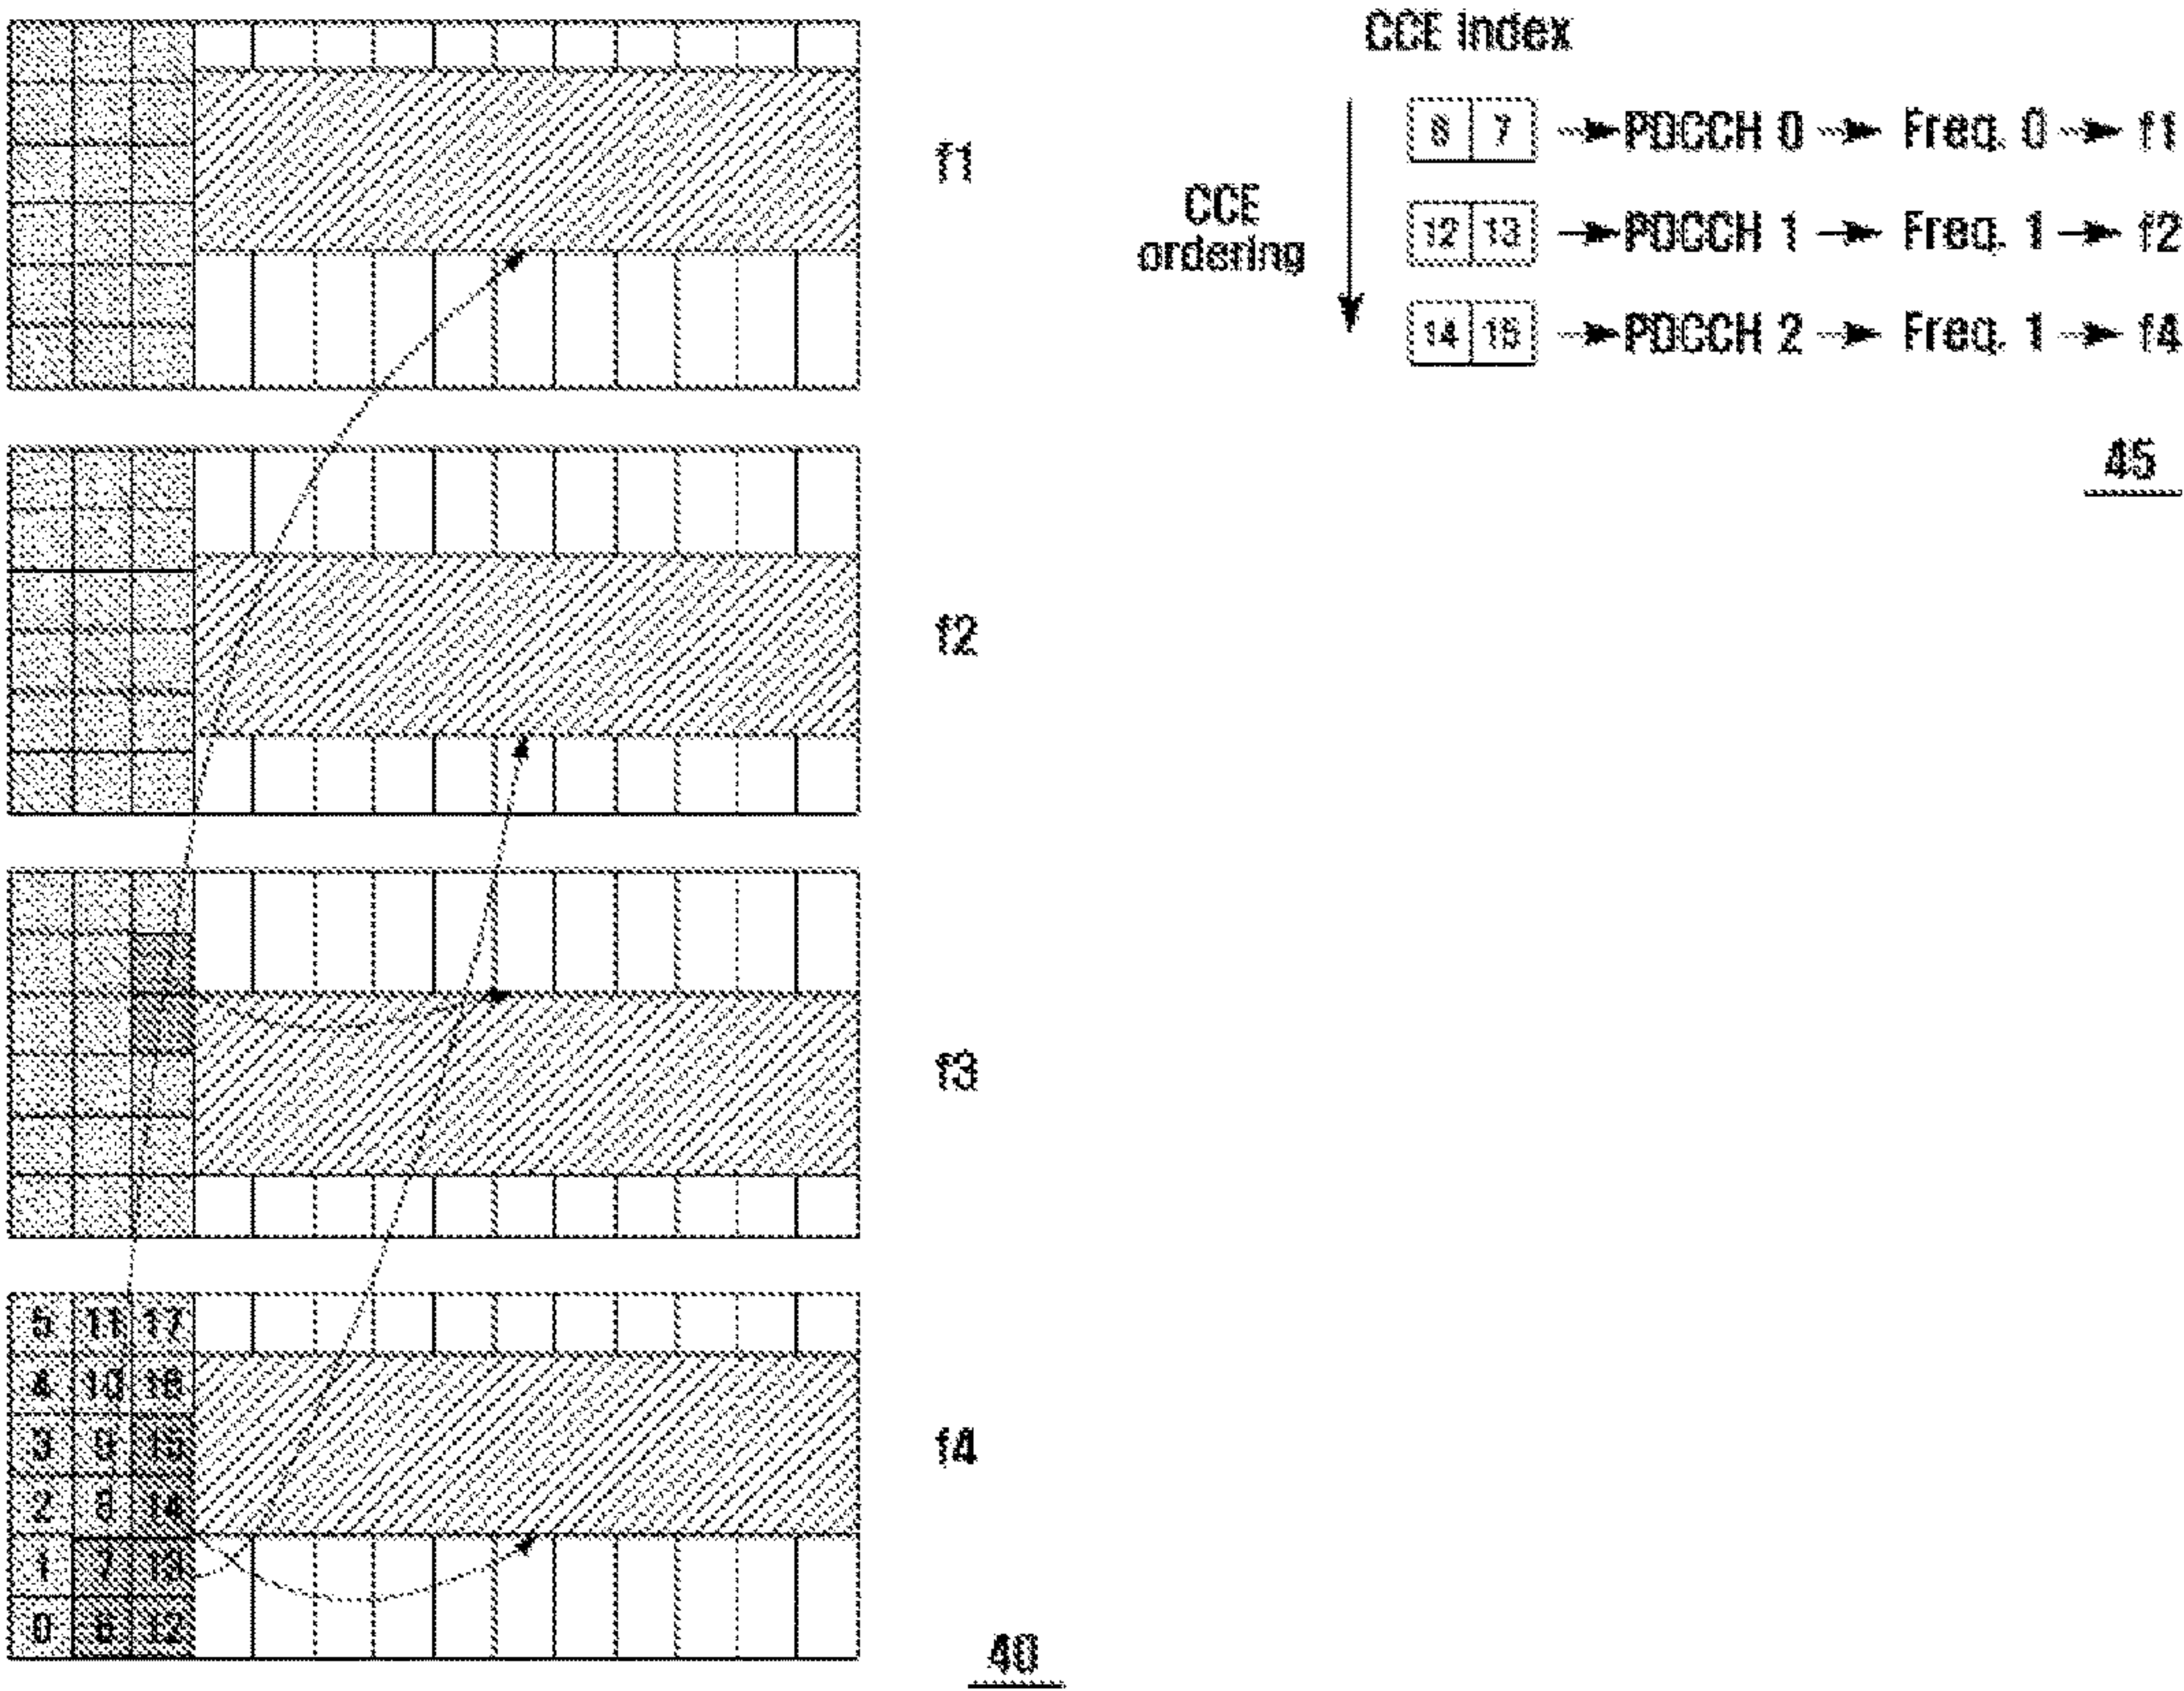 CCE Index
6 7 PDCCH 0 Freq. 0 f1
CCE ordering
12 13 PDCCH 1 Freq. 1 f2
14 15 PDCCH 2 Freq. 1 f4
45
f1
f2
f3
f4
5 11 17
4 10 16
3 9 15
2 8 14
1 7 13
0 6 12
40